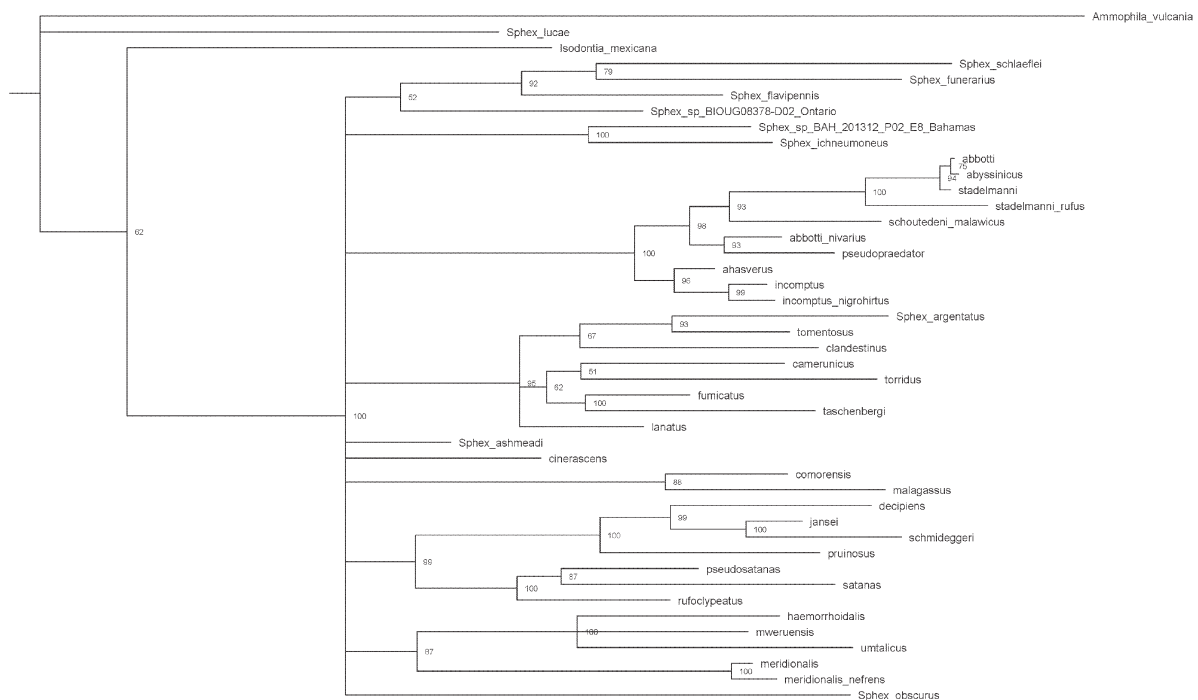 Ammophila_vulcania
Sphex_lucae
Isodontia_mexicana
Sphex_schlaeflei
79
Sphex_funerarius
92
Sphex_flavipennis
52
Sphex_sp_BIOUG08378-D02_Ontario
Sphex_sp_BAH_201312_P02_E8_Bahamas
100
Sphex_ichneumoneus
abbotti
75
abyssinicus
94
stadelmanni
100
stadelmanni_rufus
93
schoutedeni_malawicus
98
abbotti_nivarius
62
93
100
pseudopraedator
ahasverus
96
incomptus
99
incomptus_nigrohirtus
Sphex_argentatus
93
tomentosus
67
clandestinus
camerunicus
51
torridus
95
62
fumicatus
100
taschenbergi
100
lanatus
Sphex_ashmeadi
cinerascens
comorensis
88
malagassus
decipiens
99
jansei
100
100
schmideggeri
pruinosus
99
pseudosatanas
87
satanas
100
rufoclypeatus
haemorrhoidalis
100
mweruensis
umtalicus
87
meridionalis
100
meridionalis_nefrens
Sphex_obscurus